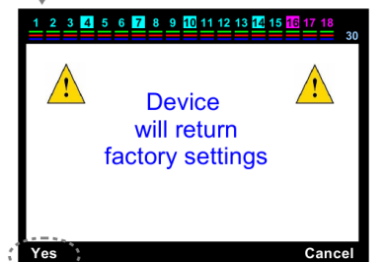 1 2 3 4 5 6 7 8 9 10 11 12 13 14 15 16 17 18
30
! !
Device
will return
factory settings
Yes Cancel